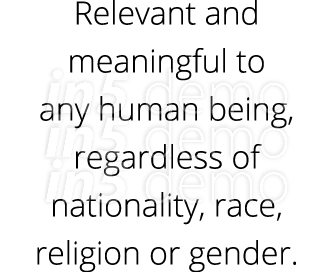 Relevant and
meaningful to
any human being,
regardless of
nationality, race,
religion or gender.